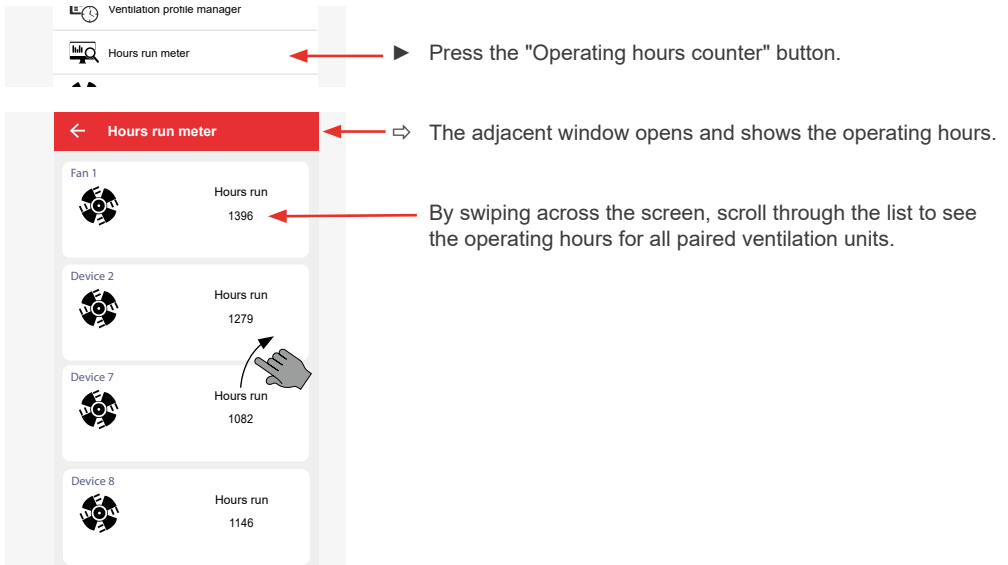 Ventilation profile manager
Hours run meter
► Press the "Operating hours counter" button.
← Hours run meter
⇨ The adjacent window opens and shows the operating hours.
Fan 1
Hours run
1396
By swiping across the screen, scroll through the list to see
the operating hours for all paired ventilation units.
Device 2
Hours run
1279
Device 7
Hours run
1082
Device 8
Hours run
1146